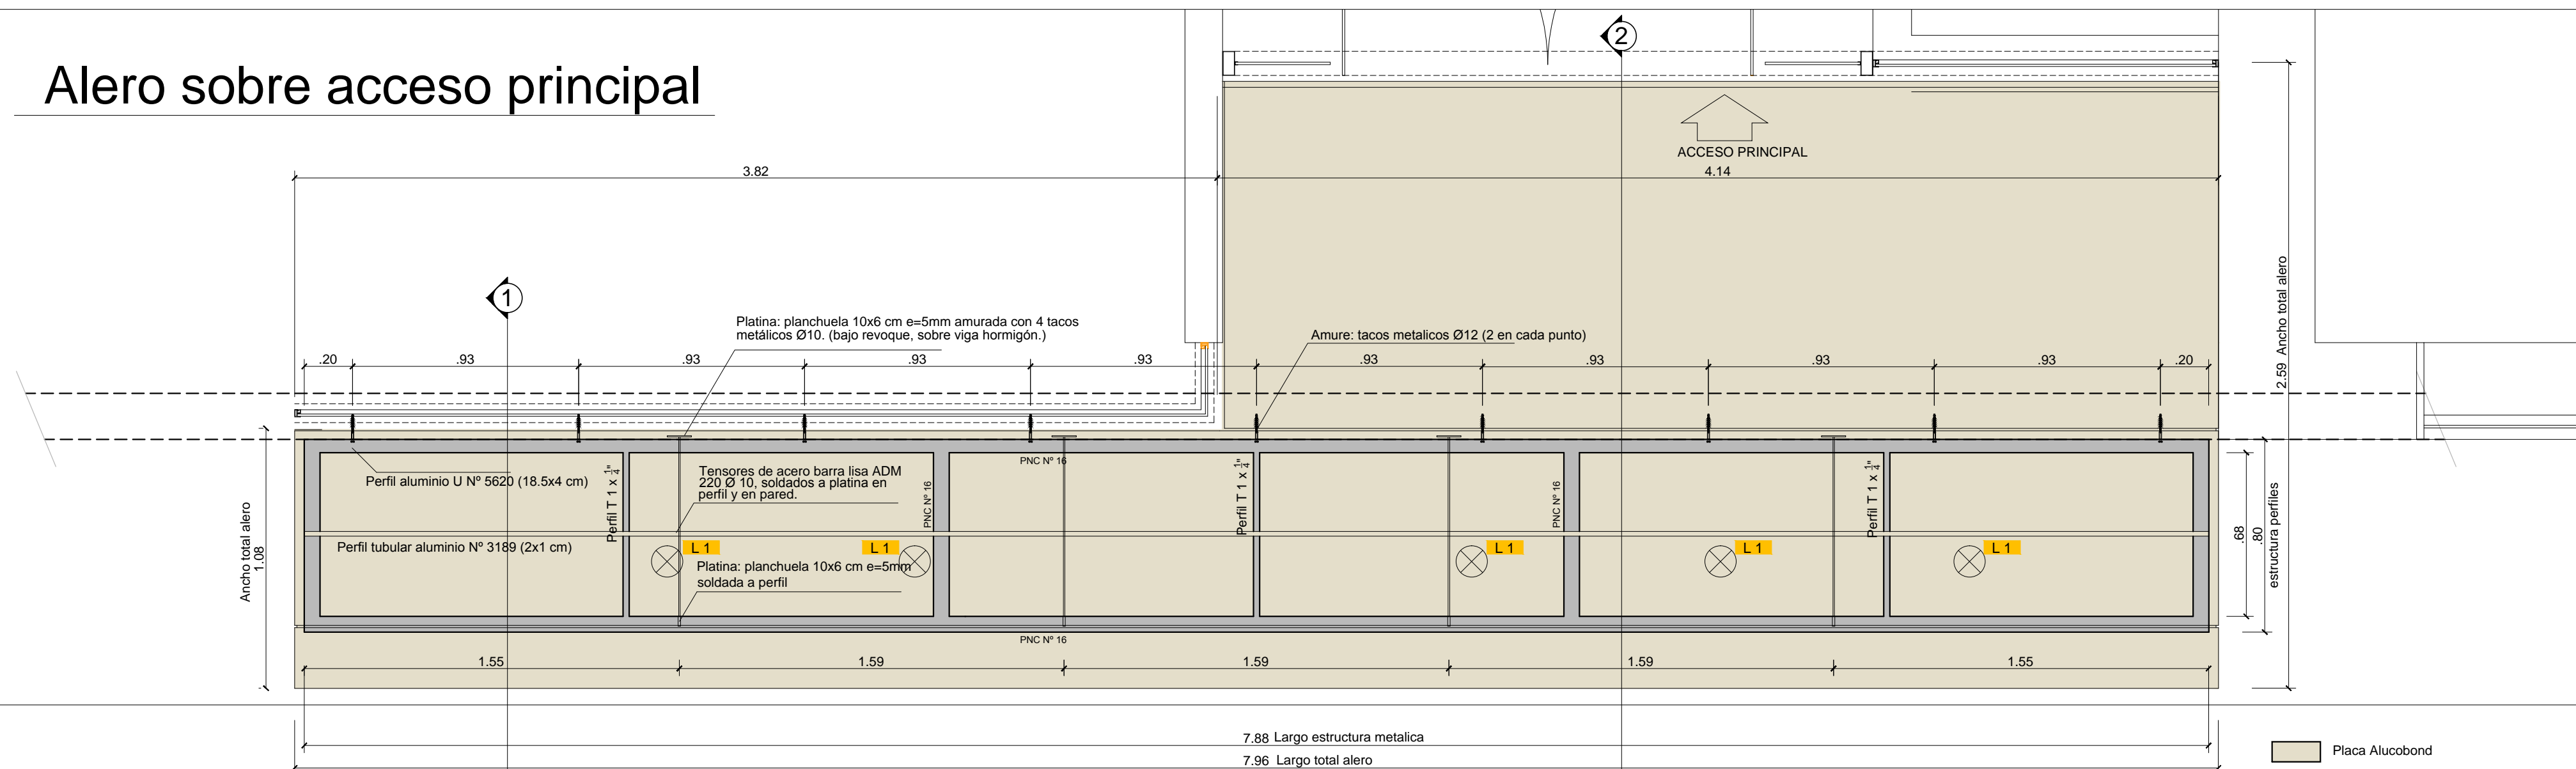 2
Alero sobre acceso principal
ACCESO PRINCIPAL
3.82
4.14
1
Platina: planchuela 10x6 cm e=5mm amurada con 4 tacos
metálicos Ø10. (bajo revoque, sobre viga hormigón.)
Amure: tacos metalicos Ø12 (2 en cada punto)
2.59 Ancho total alero
.20
.93
.93
.93
.93
.93
.93
.93
.93
.20
PNC Nº 16
Perfil aluminio U Nº 5620 (18.5x4 cm)
Perfil T 1 x 1/4"
Tensores de acero barra lisa ADM
220 Ø 10, soldados a platina en
perfil y en pared.
PNC Nº 16
Perfil T 1 x 1/4"
PNC Nº 16
Perfil T 1 x 1/4"
Ancho total alero
1.08
.68
.80
estructura perfiles
Perfil tubular aluminio Nº 3189 (2x1 cm)
L 1
L 1
L 1
L 1
L 1
Platina: planchuela 10x6 cm e=5mm
soldada a perfil
PNC Nº 16
1.55
1.59
1.59
1.59
1.55
7.88 Largo estructura metalica
7.96 Largo total alero
Placa Alucobond